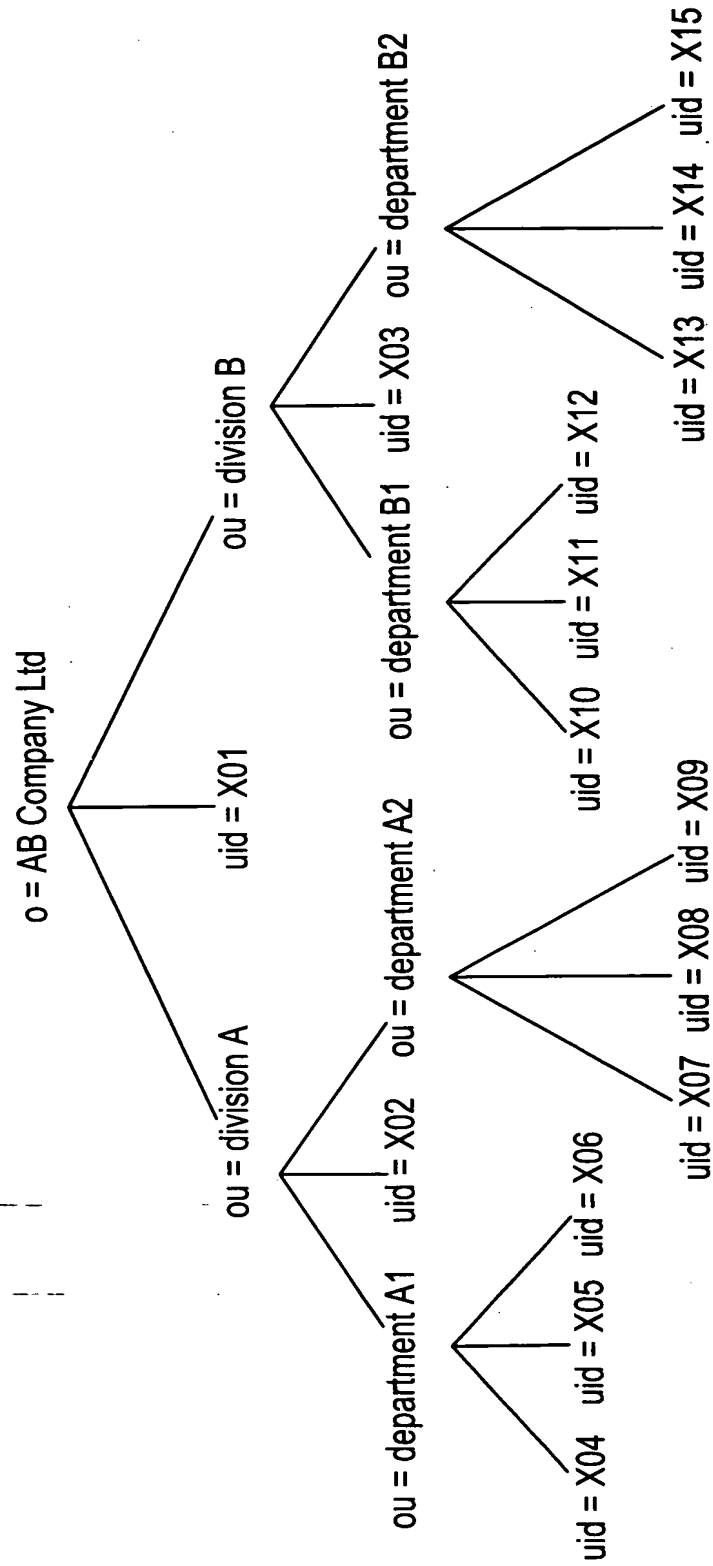 o = AB Company Ltd
ou = division A
uid = X01
ou = division B
ou = department A1
uid = X02
ou = department A2
ou = department B1
uid = X03
ou = department B2
uid = X04
uid = X05
uid = X06
uid = X07
uid = X08
uid = X09
uid = X10
uid = X11
uid = X12
uid = X13
uid = X14
uid = X15